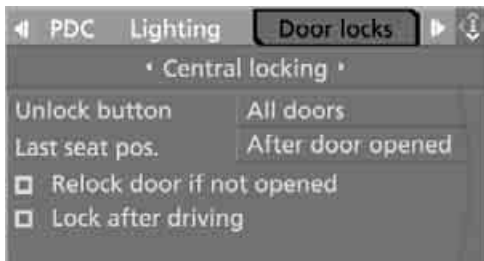 PDC Lighting Door locks
• Central locking •
Unlock button All doors
Last seat pos. After door opened
Relock door if not opened
Lock after driving